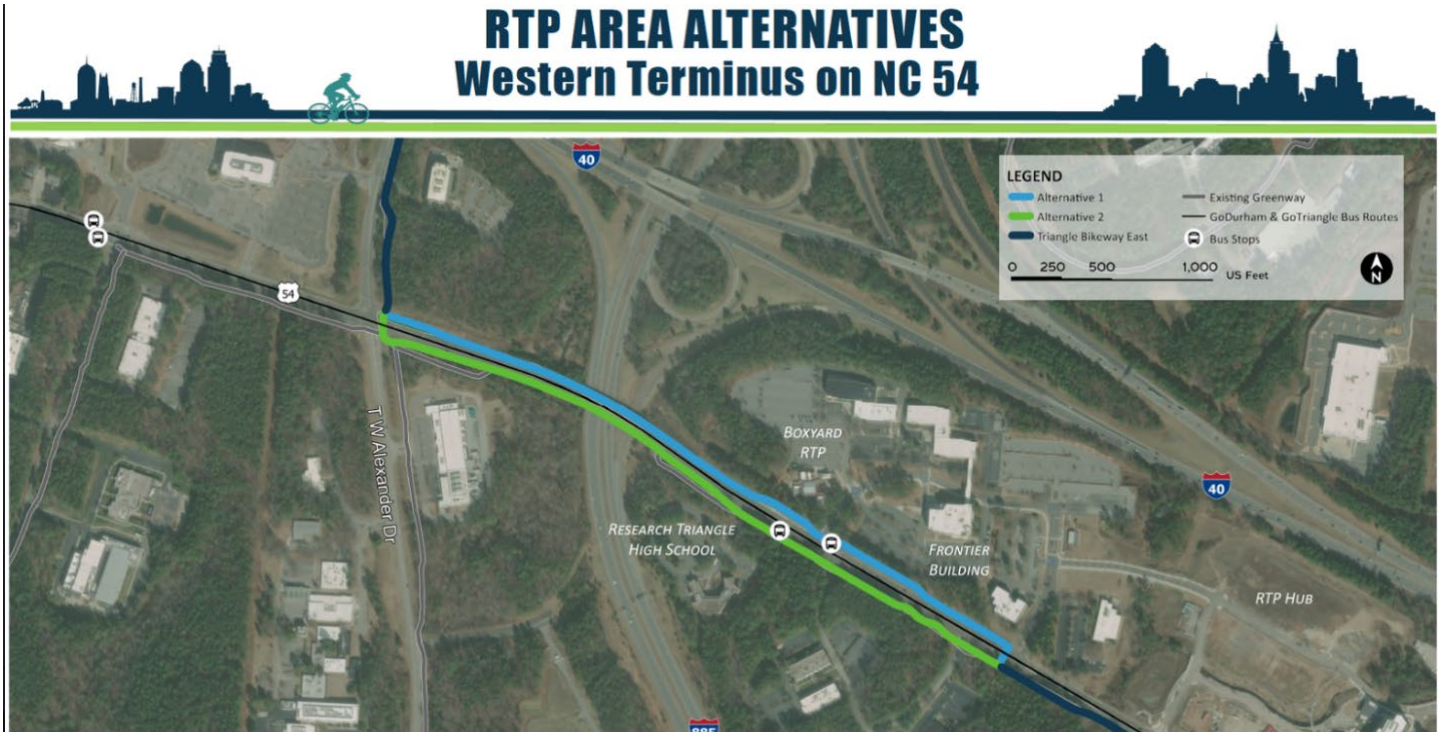 RTP AREA ALTERNATIVES
Western Terminus on NC 54
40
LEGEND
Alternative 1
Alternative 2
Triangle Bikeway East
Existing Greenway
GoDurham & GoTriangle Bus Routes
Bus Stops
0 250 500 1,000 US Feet
N
54
T W Alexander Dr
BOXYARD
RTP
RESEARCH TRIANGLE
HIGH SCHOOL
FRONTIER
BUILDING
40
RTP HUB
885